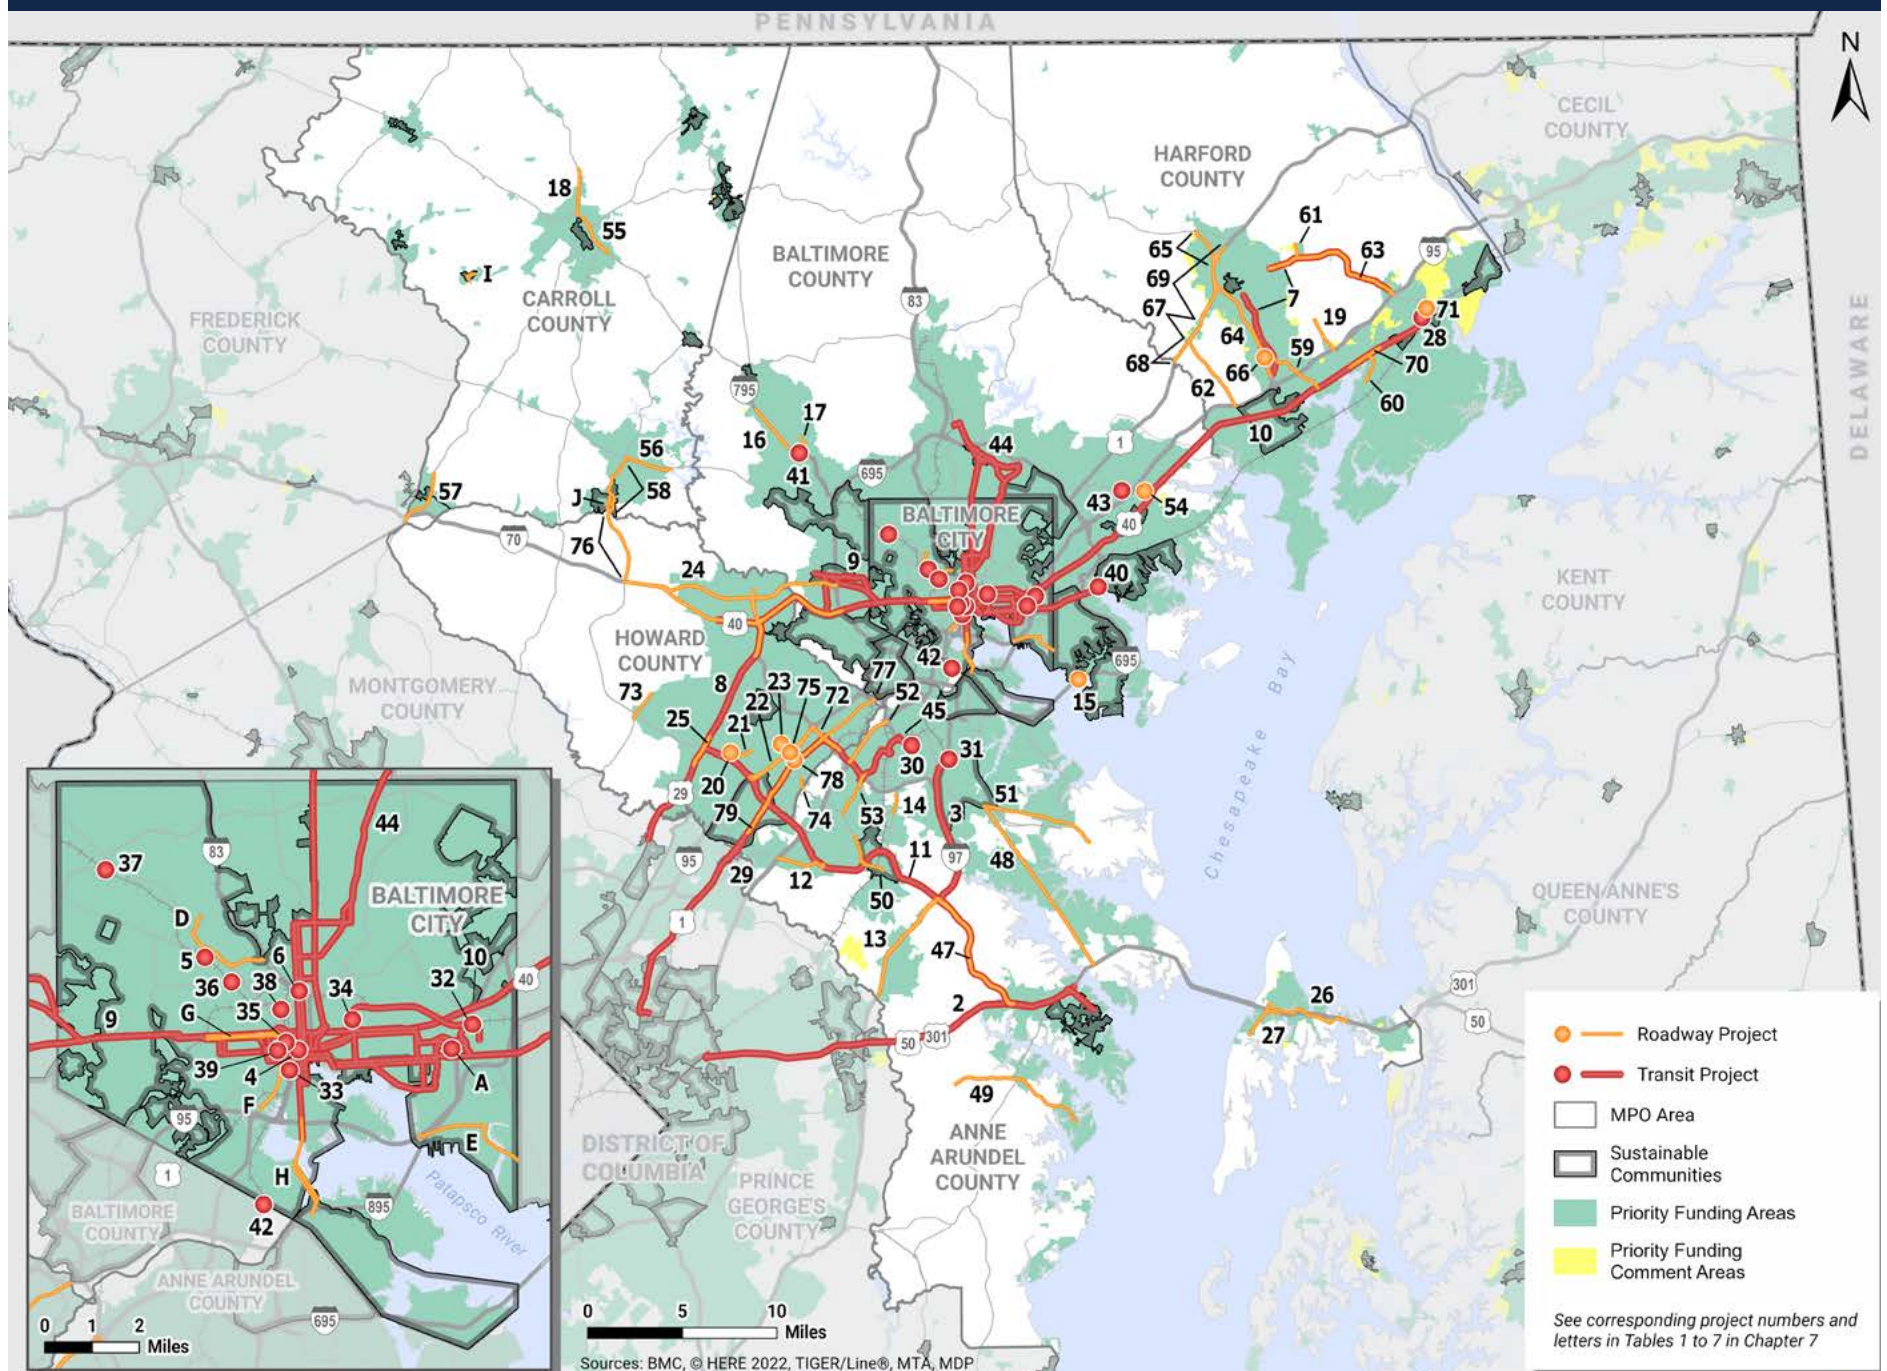 PENNSYLVANIA
N
CECIL
COUNTY
HARFORD
COUNTY
18
55
I
61
65
63
95
69
BALTIMORE
COUNTY
CARROLL
COUNTY
83
7
67
19
71
FREDERICK
COUNTY
64
28
59
68
66
70
DELAWARE
62
60
795
17
16
10
1
56
44
41
695
57
J
58
43
54
BALTIMORE
CITY
40
70
76
9
24
40
KENT
COUNTY
40
HOWARD
COUNTY
42
695
77
MONTGOMERY
COUNTY
73
8
23
75
72
52
15
22
45
25
21
31
Chesapeake Bay
20
78
30
29
51
79
14
3
53
74
95
11
97
48
29
12
50
QUEEN ANNE'S
COUNTY
1
13
47
2
26
301
50
27
50
301
49
DISTRICT OF
COLUMBIA
ANNE
ARUNDEL
COUNTY
PRINCE
GEORGE'S
COUNTY
44
83
37
BALTIMORE
CITY
D
5
6
10
36
38
34
32
40
35
G
9
39
4
33
A
F
95
E
1
H
Patapsco River
BALTIMORE
COUNTY
895
42
ANNE ARUNDEL
COUNTY
695
0 1 2
Miles
0 5 10
Miles
Sources: BMC, © HERE 2022, TIGER/Line®, MTA, MDP
Roadway Project
Transit Project
MPO Area
Sustainable
Communities
Priority Funding Areas
Priority Funding
Comment Areas
See corresponding project numbers and
letters in Tables 1 to 7 in Chapter 7